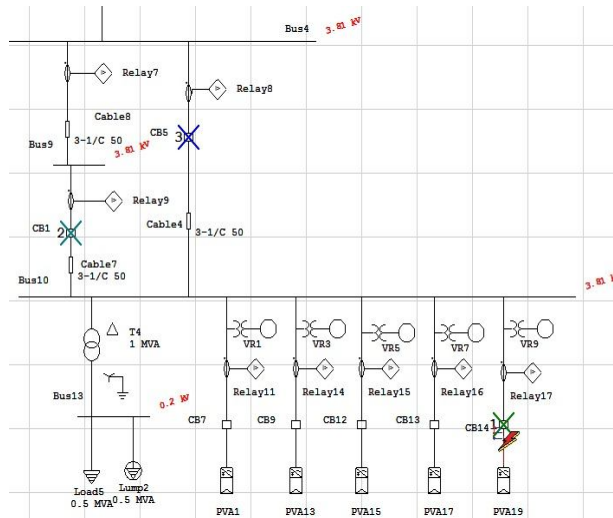 Bus4
3.81 kV
Relay7
Relay8
Cable8
CB5
3
3-1/C 50
Bus9
3.81 kV
Relay9
CB1
2
Cable4
3-1/C 50
Cable7
3-1/C 50
Bus10
3.81 k
T4
1 MVA
VR1
VR3
VR5
VR7
VR9
Relay11
Relay14
Relay15
Relay16
Relay17
Bus13
0.2 kV
CB7
CB9
CB12
CB13
CB14
1
Load5
0.5 MVA
Lump2
0.5 MVA
PVA1
PVA13
PVA15
PVA17
PVA19